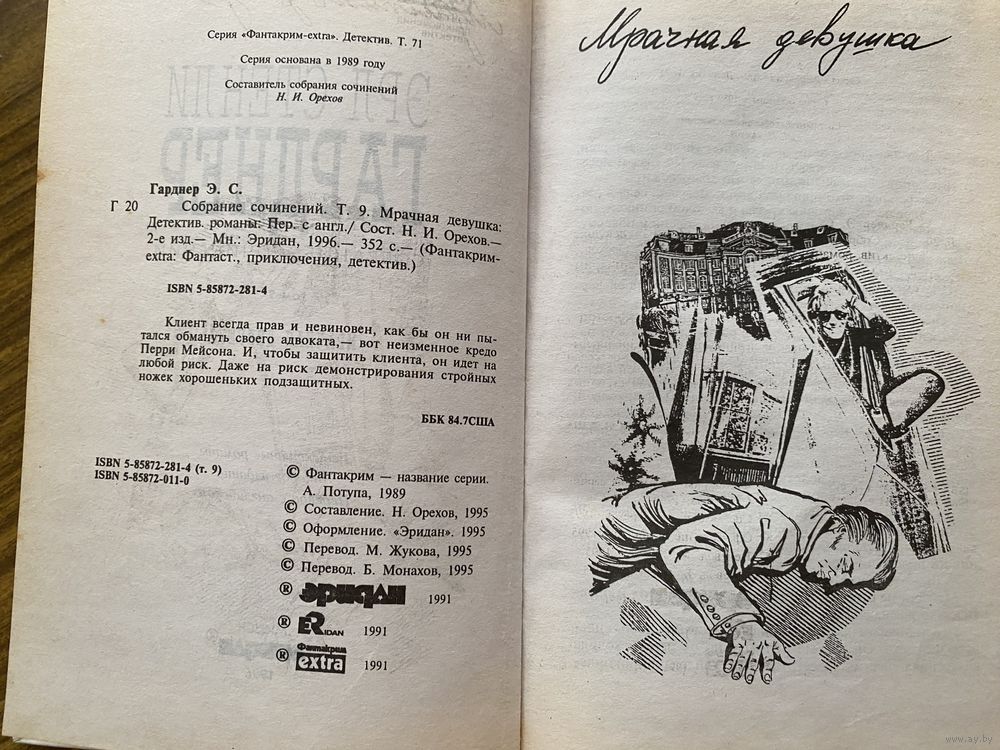 Серия «Фантакрим-extra». Детектив. Т. 71
Серия основана в 1989 году
Составитель собрания сочинений
Н. И. Орехов
Гарднер Э. С.
Г 20 Собрание сочинений. Т. 9. Мрачная девушка:
Детектив. романы: Пер. с англ./ Сост. Н. И. Орехов.—
2-е изд.— Мн.: Эридан, 1996.— 352 с.— (Фантакрим-
extra: Фантаст., приключения, детектив.)
ISBN 5-85872-281-4
Клиент всегда прав и невиновен, как бы он ни пы-
тался обмануть своего адвоката,— вот неизменное кредо
Перри Мейсона. И, чтобы защитить клиента, он идет на
любой риск. Даже на риск демонстрирования стройных
ножек хорошеньких подзащитных.
ББК 84.7США
ISBN 5-85872-281-4 (т. 9)
ISBN 5-85872-011-0
© Фантакрим — название серии.
А. Потупа, 1989
© Составление. Н. Орехов, 1995
© Оформление. «Эридан». 1995
© Перевод. М. Жукова, 1995
© Перевод. Б. Монахов, 1995
® эридан 1991
® ERIDAN 1991
® Фантакрим extra 1991
Мрачная девушка
www.ay.by